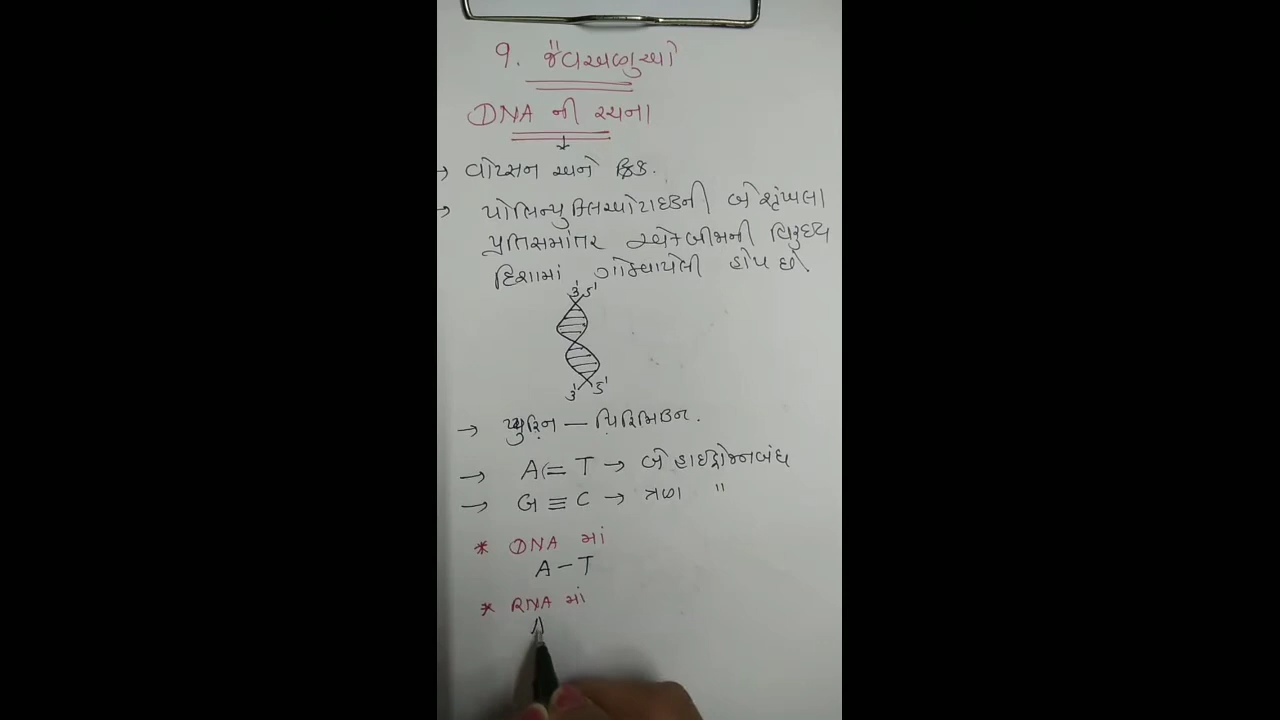 9. જૈવઅણુઓ
DNA ની રચના
→ વોટસન અને ક્રિક.
→ પોલિન્યુક્લિઓટાઇડની બે શૃંખલા
પ્રતિસમાંતર એકબીજાની વિરુધ્ધ
દિશામાં ગોઠવાયેલી હોય છે.
3' 5'
3' 5'
→ પ્યુરિન — પિરિમિડિન.
→ A = T → બે હાઇડ્રોજનબંધ
→ G ≡ C → ત્રણ "
* DNA માં
A – T
* RNA માં
A